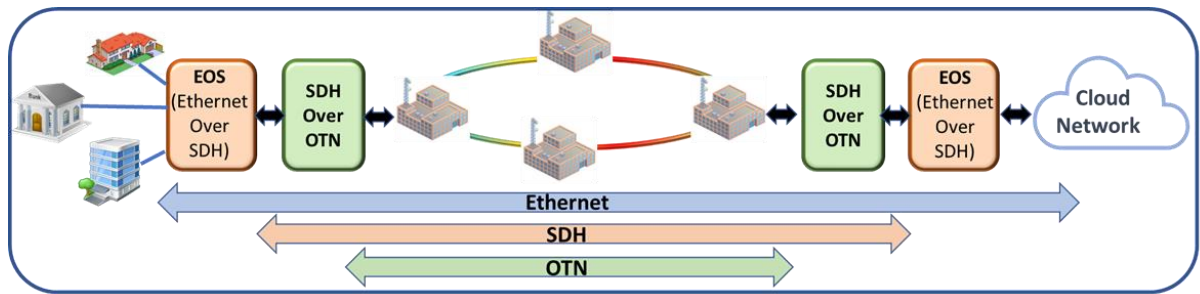 EOS
(Ethernet
Over
SDH)
SDH
Over
OTN
SDH
Over
OTN
EOS
(Ethernet
Over
SDH)
Cloud
Network
Bank
Ethernet
SDH
OTN